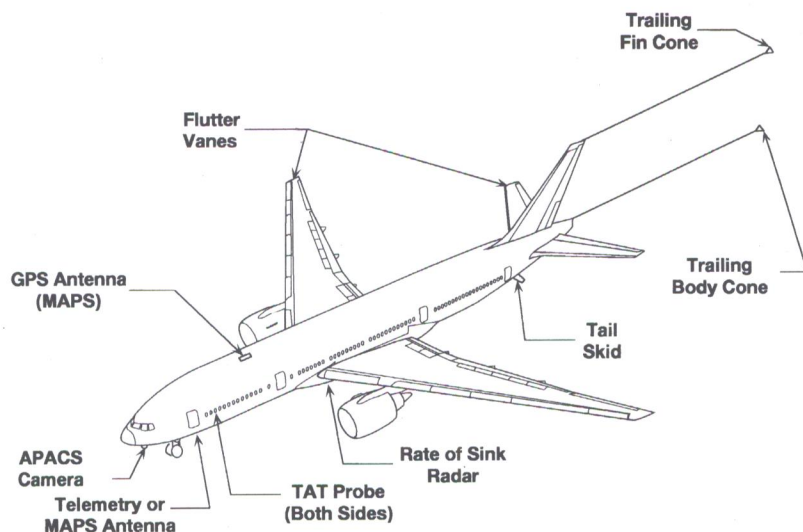 Trailing
Fin Cone
Flutter
Vanes
GPS Antenna
(MAPS)
Trailing
Body Cone
Tail
Skid
APACS
Camera
Rate of Sink
Radar
TAT Probe
(Both Sides)
Telemetry or
MAPS Antenna